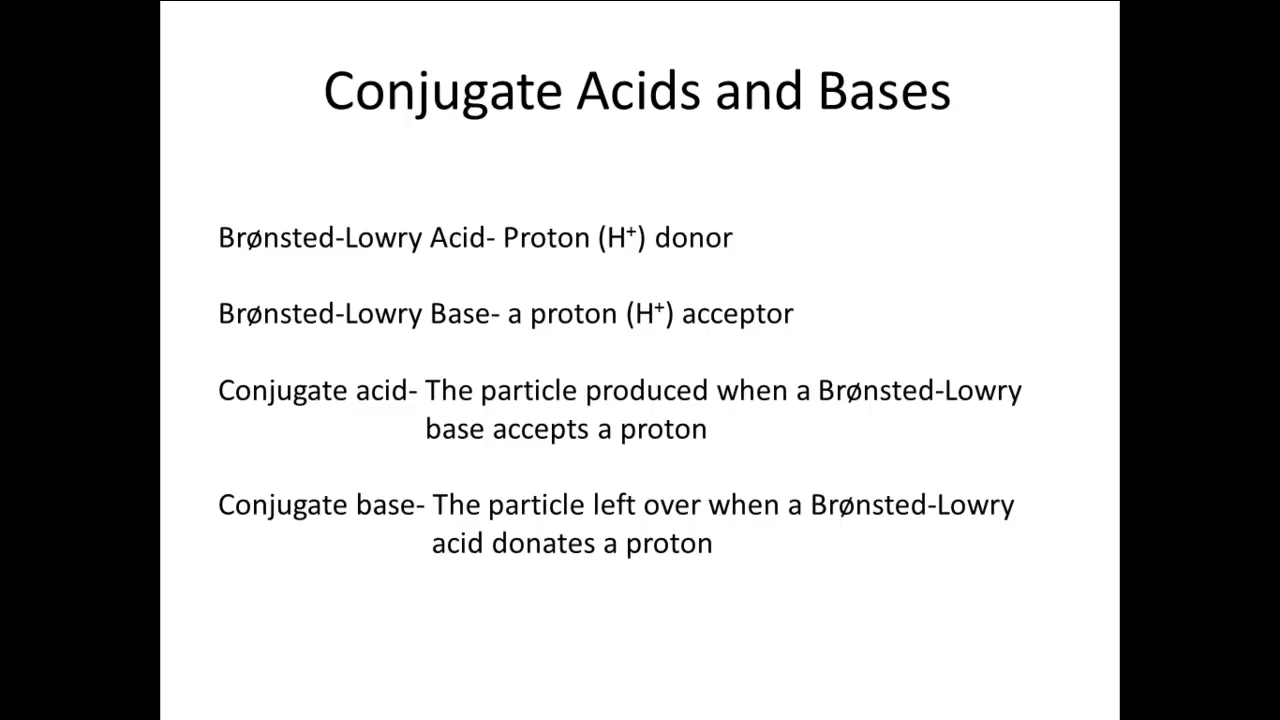 Conjugate Acids and Bases
Brønsted-Lowry Acid- Proton (H⁺) donor
Brønsted-Lowry Base- a proton (H⁺) acceptor
Conjugate acid- The particle produced when a Brønsted-Lowry
base accepts a proton
Conjugate base- The particle left over when a Brønsted-Lowry
acid donates a proton